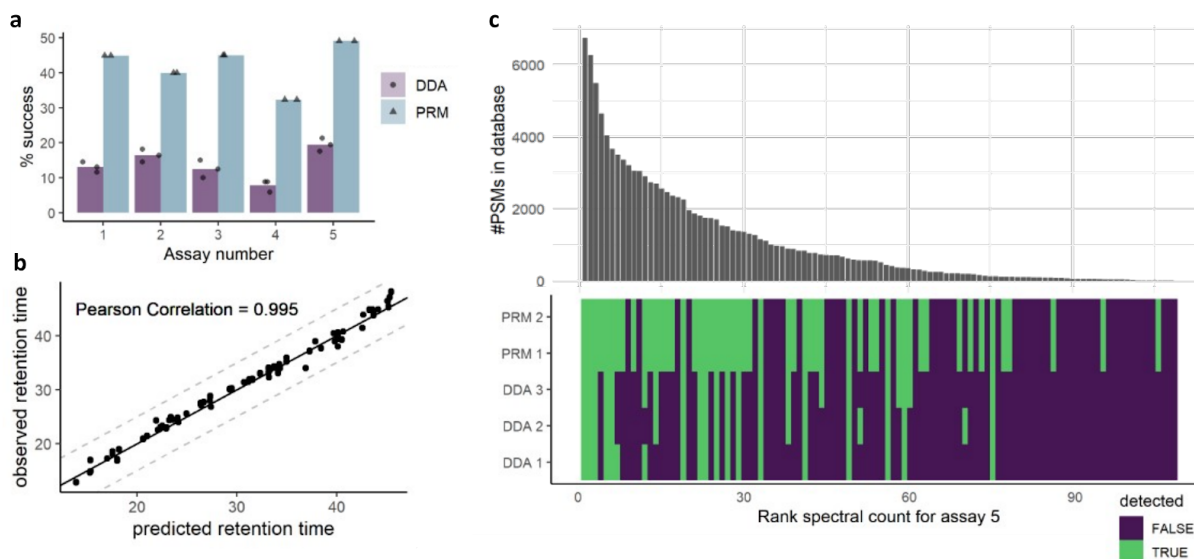 a
50
40
30
20
10
0
% success
1 2 3 4 5
Assay number
DDA
PRM
b
Pearson Correlation = 0.995
observed retention time
40
30
20
20 30 40
predicted retention time
c
#PSMs in database
6000
4000
2000
0
PRM 2
PRM 1
DDA 3
DDA 2
DDA 1
0 30 60 90
Rank spectral count for assay 5
detected
FALSE
TRUE